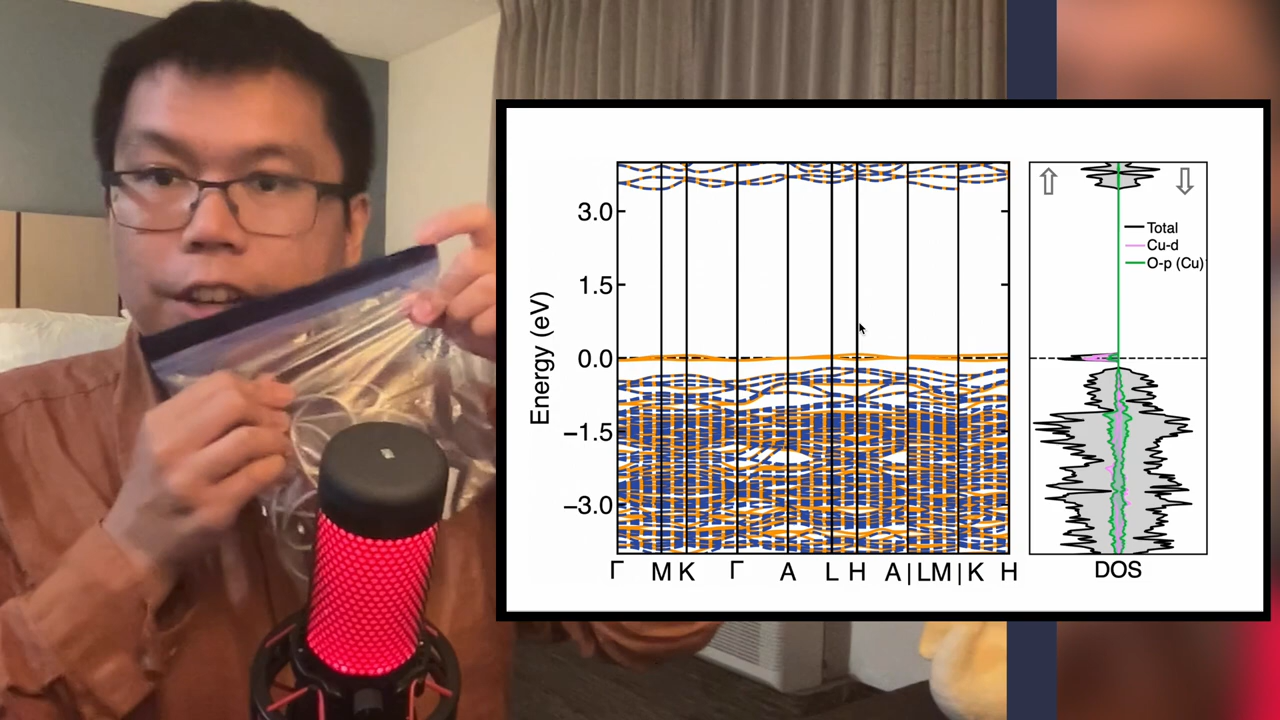 3.0
1.5
0.0
−1.5
−3.0
Energy (eV)
Γ M K Γ A L H A|LM|K H
Total
Cu-d
O-p (Cu)
DOS